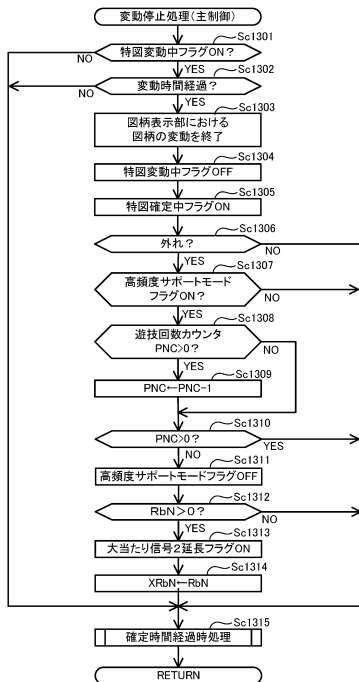 変動停止処理(主制御)
Sc1301
特図変動中フラグON?
NO
YES
Sc1302
変動時間経過?
NO
YES
Sc1303
図柄表示部における
図柄の変動を終了
Sc1304
特図変動中フラグOFF
Sc1305
特図確定中フラグON
Sc1306
外れ?
NO
YES
Sc1307
高頻度サポートモード
フラグON?
NO
YES
Sc1308
遊技回数カウンタ
PNC>0?
NO
YES
Sc1309
PNC←PNC-1
Sc1310
PNC>0?
YES
NO
Sc1311
高頻度サポートモードフラグOFF
Sc1312
RbN>0?
NO
YES
Sc1313
大当たり信号2延長フラグON
Sc1314
XRbN←RbN
Sc1315
確定時間経過時処理
RETURN